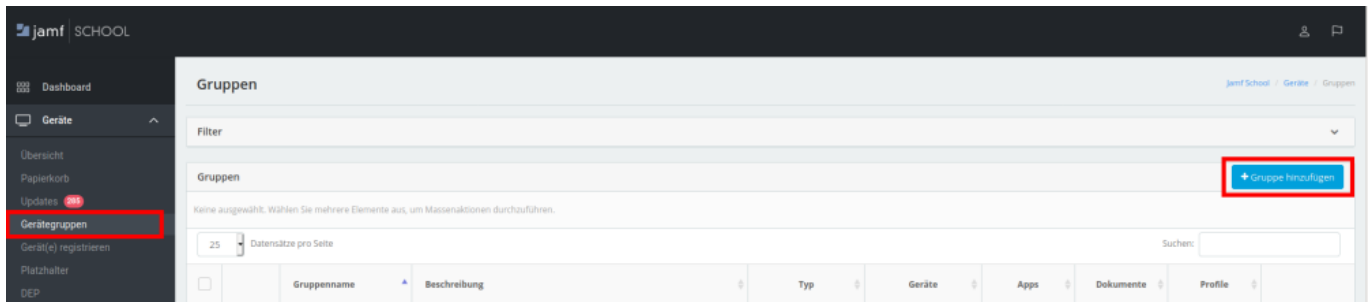 jamf SCHOOL
Dashboard
Geräte
Übersicht
Papierkorb
Updates 285
Gerätegruppen
Gerät(e) registrieren
Platzhalter
DEP
Gruppen
Jamf School / Geräte / Gruppen
Filter
Gruppen
+ Gruppe hinzufügen
Keine ausgewählt. Wählen Sie mehrere Elemente aus, um Massenaktionen durchzuführen.
25 Datensätze pro Seite
Suchen:
Gruppenname Beschreibung Typ Geräte Apps Dokumente Profile